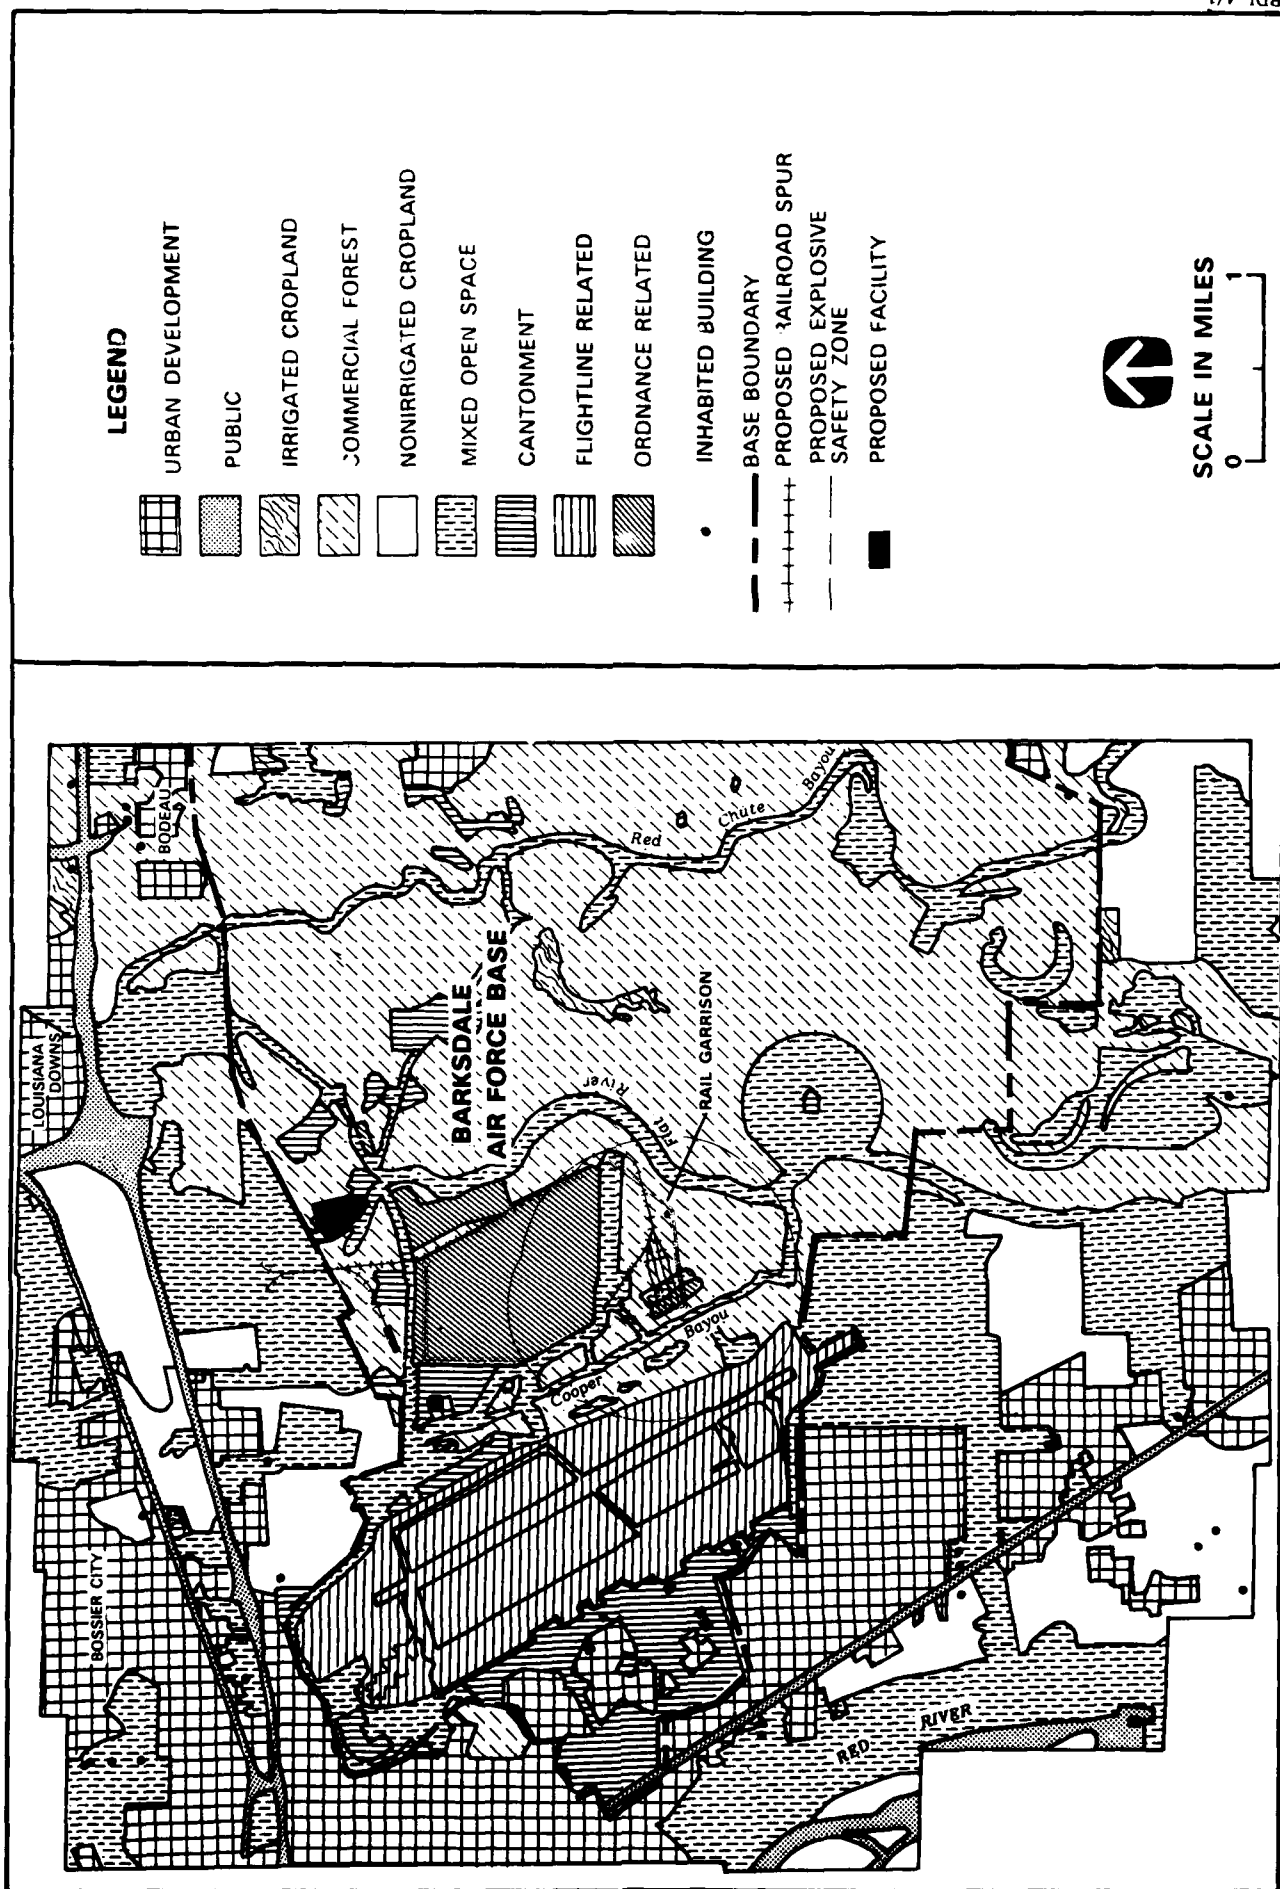 LEGEND
URBAN DEVELOPMENT
PUBLIC
IRRIGATED CROPLAND
COMMERCIAL FOREST
NONIRRIGATED CROPLAND
MIXED OPEN SPACE
CANTONMENT
FLIGHTLINE RELATED
ORDNANCE RELATED
INHABITED BUILDING
BASE BOUNDARY
PROPOSED RAILROAD SPUR
PROPOSED EXPLOSIVE
SAFETY ZONE
PROPOSED FACILITY
SCALE IN MILES
0 1
BOSSIER CITY
LOUISIANA
DOWNS
BODEAU
BARKSDALE
AIR FORCE BASE
RAIL GARRISON
Flat River
Red Chute Bayou
Cooper Bayou
RED RIVER